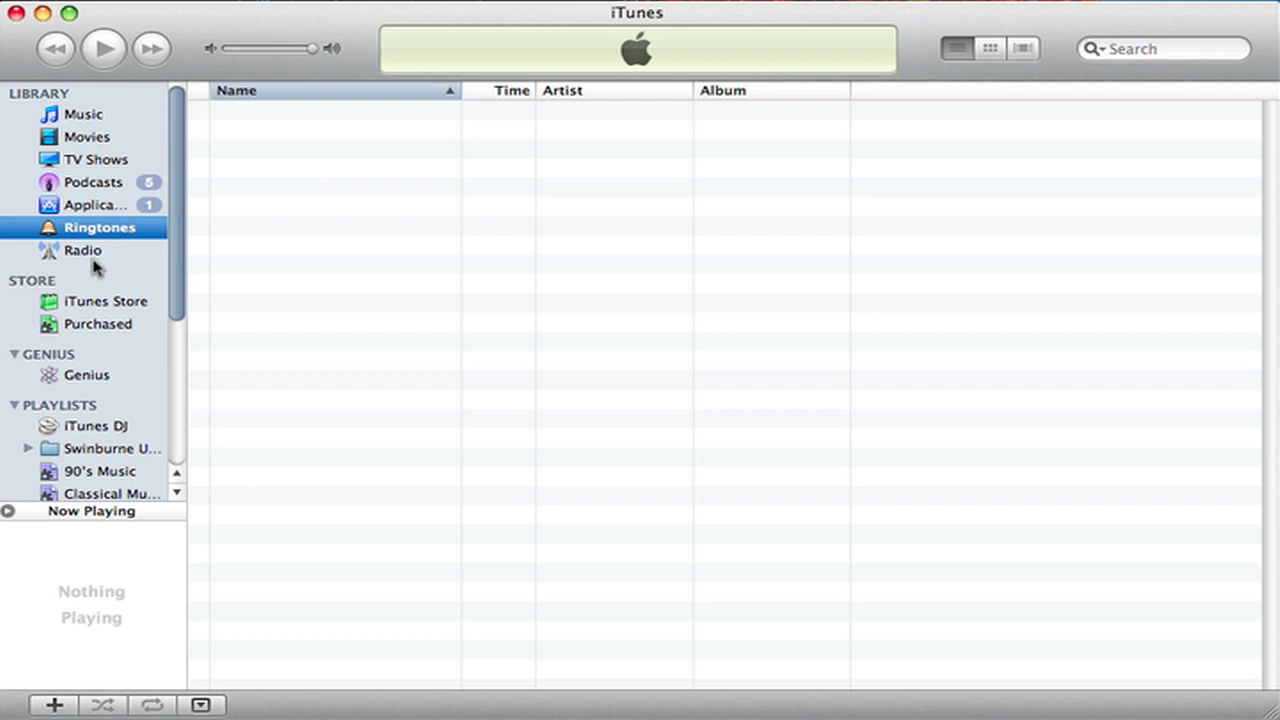 iTunes
Search
LIBRARY
Name Time Artist Album
Music
Movies
TV Shows
Podcasts 5
Applica... 1
Ringtones
Radio
STORE
iTunes Store
Purchased
GENIUS
Genius
PLAYLISTS
iTunes DJ
Swinburne U...
90's Music
Classical Mu...
Now Playing
Nothing
Playing